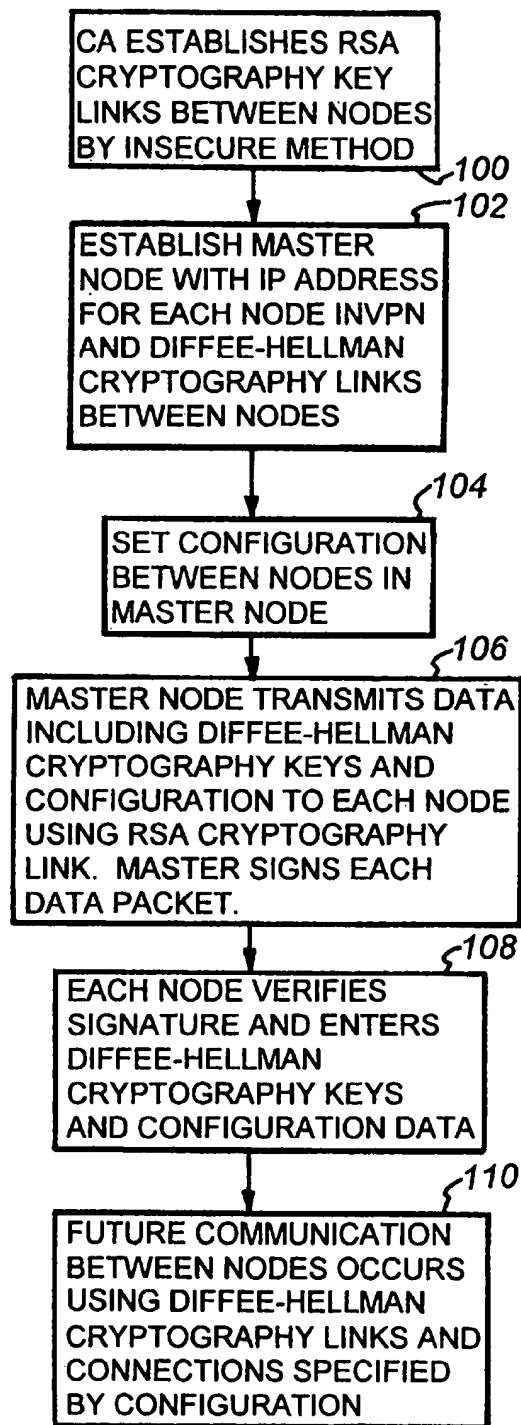 CA ESTABLISHES RSA
CRYPTOGRAPHY KEY
LINKS BETWEEN NODES
BY INSECURE METHOD
100
102
ESTABLISH MASTER
NODE WITH IP ADDRESS
FOR EACH NODE INVPN
AND DIFFEE-HELLMAN
CRYPTOGRAPHY LINKS
BETWEEN NODES
104
SET CONFIGURATION
BETWEEN NODES IN
MASTER NODE
106
MASTER NODE TRANSMITS DATA
INCLUDING DIFFEE-HELLMAN
CRYPTOGRAPHY KEYS AND
CONFIGURATION TO EACH NODE
USING RSA CRYPTOGRAPHY
LINK. MASTER SIGNS EACH
DATA PACKET.
108
EACH NODE VERIFIES
SIGNATURE AND ENTERS
DIFFEE-HELLMAN
CRYPTOGRAPHY KEYS
AND CONFIGURATION DATA
110
FUTURE COMMUNICATION
BETWEEN NODES OCCURS
USING DIFFEE-HELLMAN
CRYPTOGRAPHY LINKS AND
CONNECTIONS SPECIFIED
BY CONFIGURATION